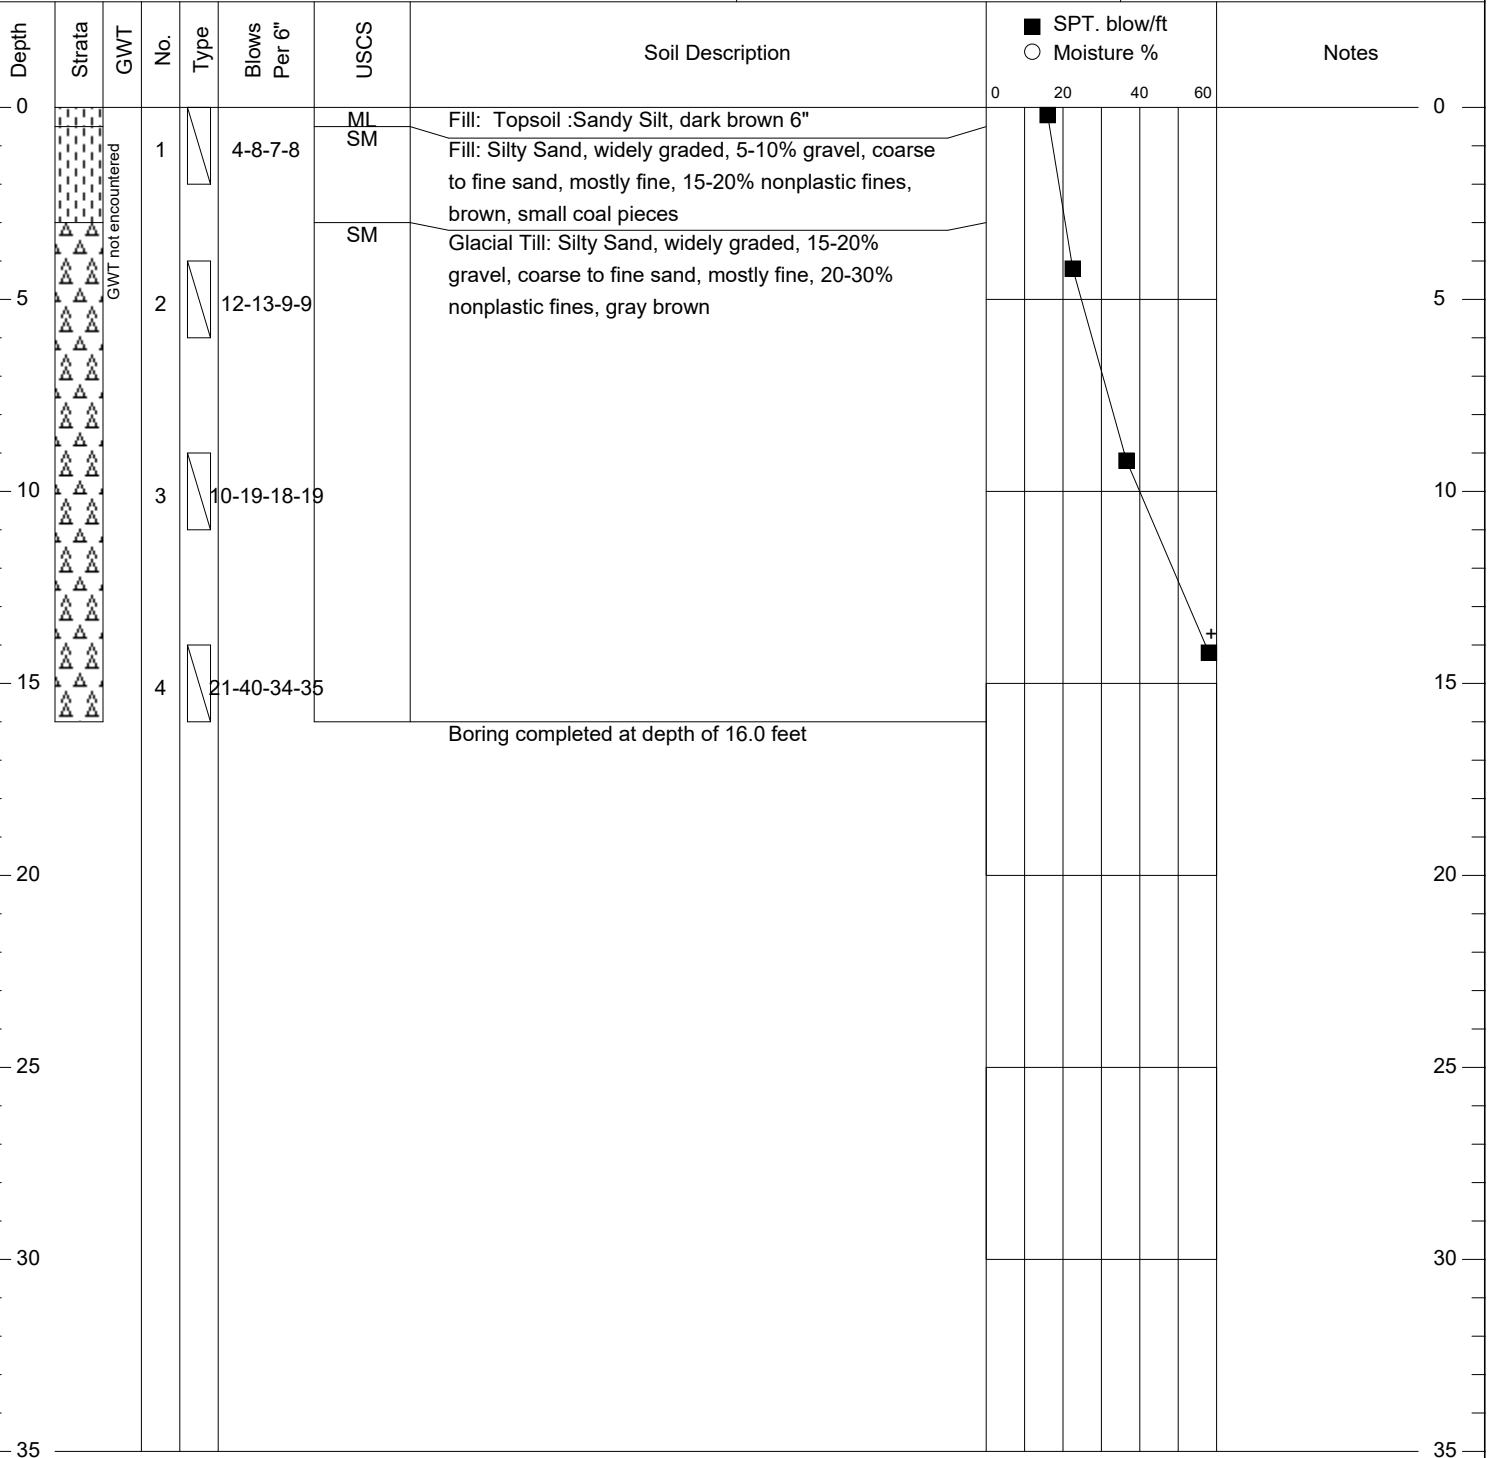 Depth
Strata
GWT
No.
Type
Blows
Per 6"
USCS
Soil Description
■ SPT. blow/ft
○ Moisture %
Notes
0 20 40 60
0
ML
Fill:  Topsoil :Sandy Silt, dark brown 6"
0
SM
1
4-8-7-8
Fill: Silty Sand, widely graded, 5-10% gravel, coarse
to fine sand, mostly fine, 15-20% nonplastic fines,
brown, small coal pieces
GWT not encountered
SM
Glacial Till: Silty Sand, widely graded, 15-20%
gravel, coarse to fine sand, mostly fine, 20-30%
nonplastic fines, gray brown
5
2
12-13-9-9
5
10
3
10-19-18-19
10
+
15
4
21-40-34-35
15
Boring completed at depth of 16.0 feet
20
20
25
25
30
30
35
35